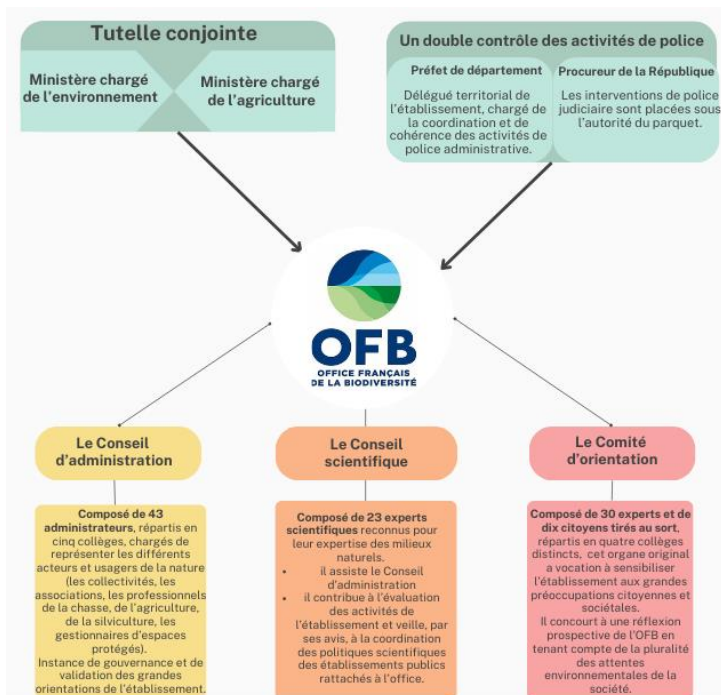 Tutelle conjointe
Ministère chargé
de l'environnement
Ministère chargé
de l'agriculture
Un double contrôle des activités de police
Préfet de département
Délégué territorial de
l'établissement, chargé de
la coordination et de
cohérence des activités de
police administrative.
Procureur de la République
Les interventions de police
judiciaire sont placées sous
l'autorité du parquet.
OFB
OFFICE FRANÇAIS
DE LA BIODIVERSITÉ
Le Conseil
d'administration
Composé de 43
administrateurs, répartis en
cinq collèges, chargés de
représenter les différents
acteurs et usagers de la nature
(les collectivités, les
associations, les professionnels
de la chasse, de l'agriculture,
de la silviculture, les
gestionnaires d'espaces
protégés).
Instance de gouvernance et de
validation des grandes
orientations de l'établissement.
Le Conseil
scientifique
Composé de 23 experts
scientifiques reconnus pour
leur expertise des milieux
naturels.
• il assiste le Conseil
d'administration
• il contribue à l'évaluation
des activités de
l'établissement et veille, par
ses avis, à la coordination
des politiques scientifiques
des établissements publics
rattachés à l'office.
Le Comité
d'orientation
Composé de 30 experts et de
dix citoyens tirés au sort,
répartis en quatre collèges
distincts, cet organe original
a vocation à sensibiliser
l'établissement aux grandes
préoccupations citoyennes et
sociétales.
Il concourt à une réflexion
prospective de l'OFB en
tenant compte de la pluralité
des attentes
environnementales de la
société.